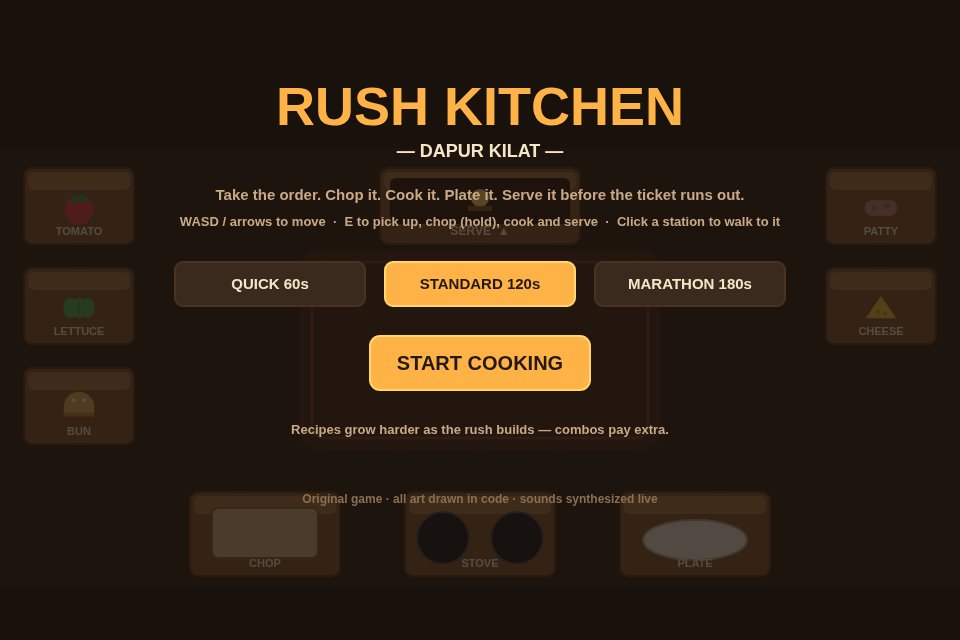 RUSH KITCHEN
— DAPUR KILAT —
Take the order. Chop it. Cook it. Plate it. Serve it before the ticket runs out.
WASD / arrows to move · E to pick up, chop (hold), cook and serve · Click a station to walk to it
TOMATO
SERVE ▲
PATTY
QUICK 60s
STANDARD 120s
MARATHON 180s
LETTUCE
CHEESE
START COOKING
BUN
Recipes grow harder as the rush builds — combos pay extra.
Original game · all art drawn in code · sounds synthesized live
CHOP
STOVE
PLATE